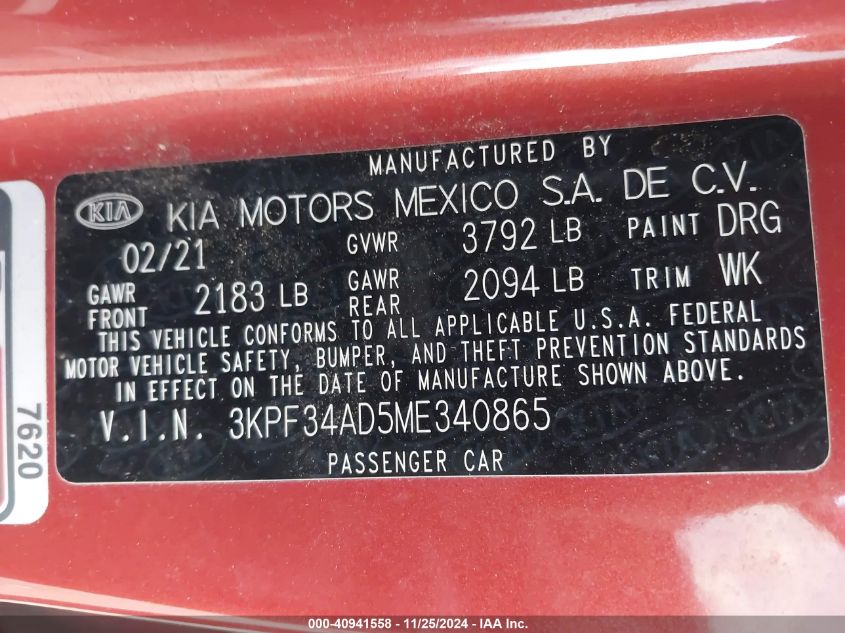 MANUFACTURED BY
KIA KIA MOTORS MEXICO S.A. DE C.V.
02/21 GVWR 3792 LB PAINT DRG
GAWR FRONT 2183 LB GAWR REAR 2094 LB TRIM WK
THIS VEHICLE CONFORMS TO ALL APPLICABLE U.S.A. FEDERAL
MOTOR VEHICLE SAFETY, BUMPER, AND THEFT PREVENTION STANDARDS
IN EFFECT ON THE DATE OF MANUFACTURE SHOWN ABOVE.
V.I.N. 3KPF34AD5ME340865
PASSENGER CAR
7620
000-40941558 - 11/25/2024 - IAA Inc.